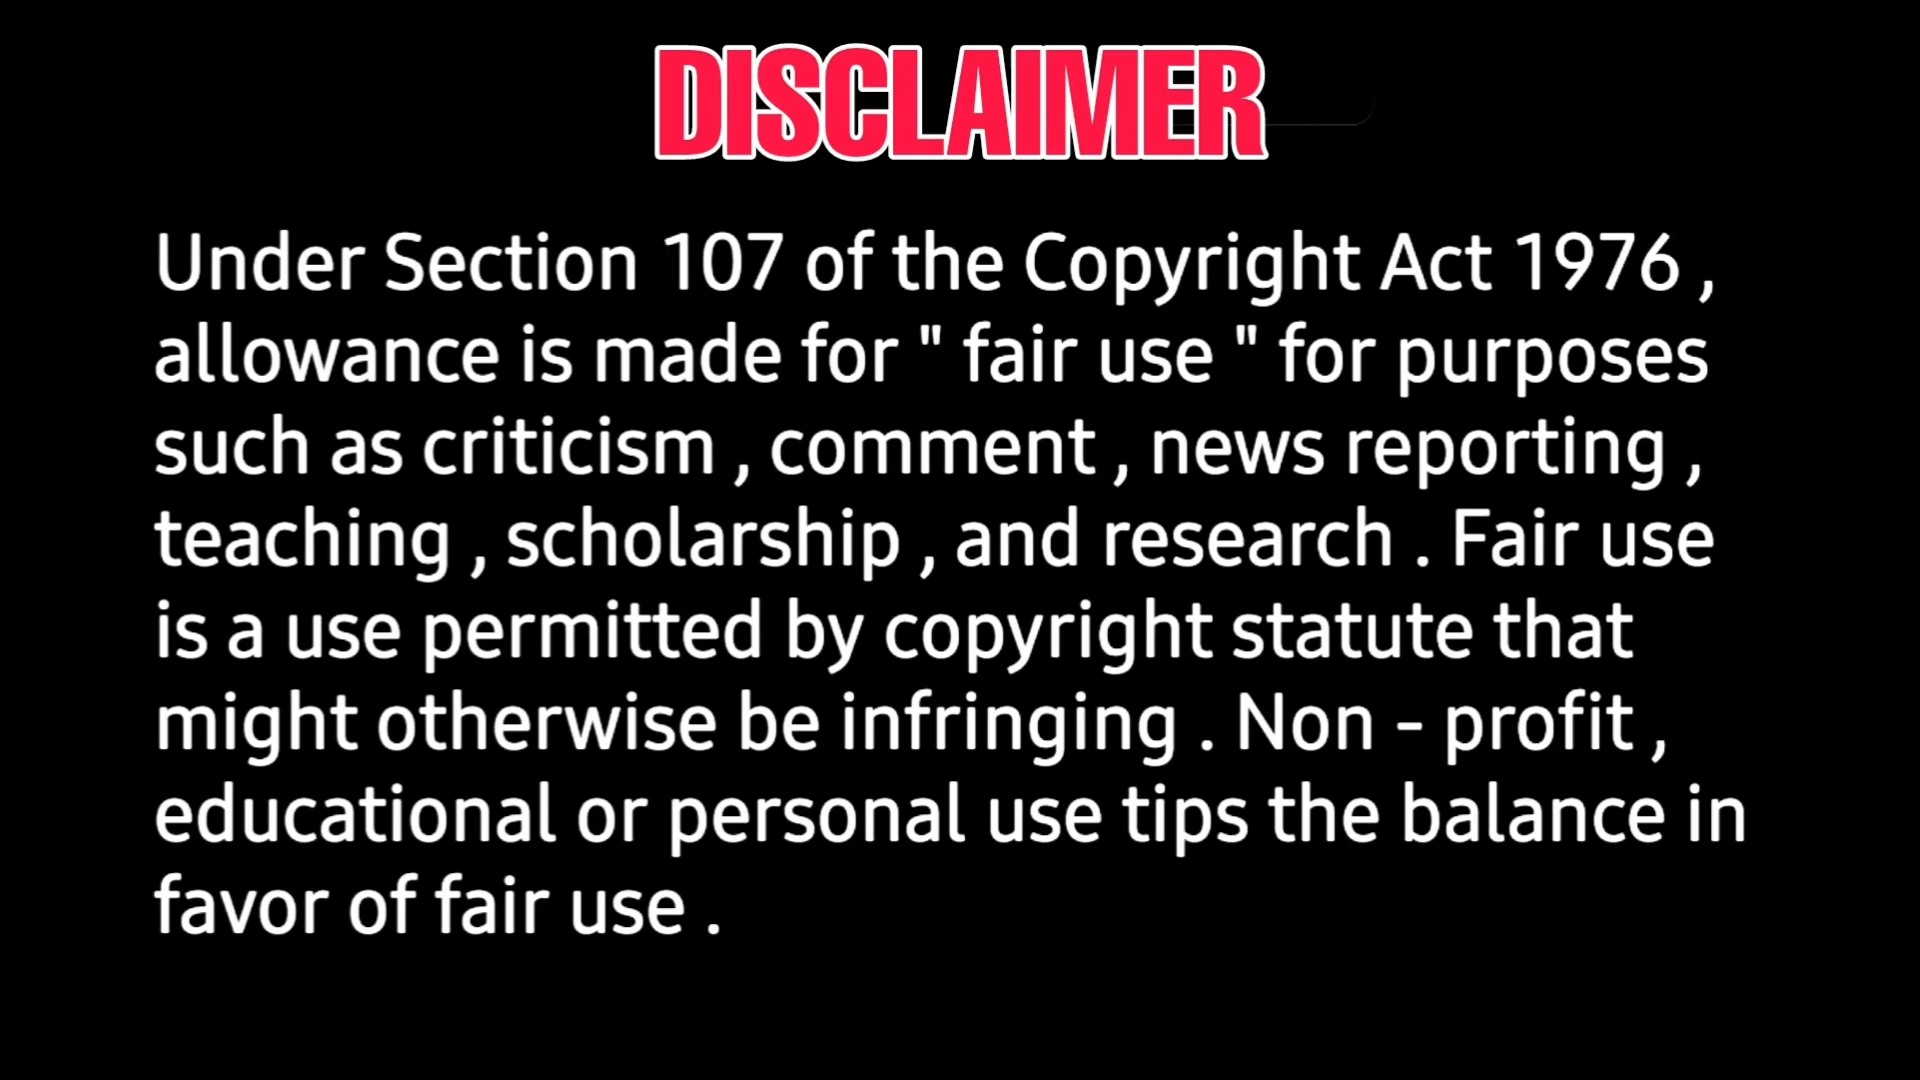 DISCLAIMER
Under Section 107 of the Copyright Act 1976 ,
allowance is made for " fair use " for purposes
such as criticism , comment , news reporting ,
teaching , scholarship , and research . Fair use
is a use permitted by copyright statute that
might otherwise be infringing . Non - profit ,
educational or personal use tips the balance in
favor of fair use .